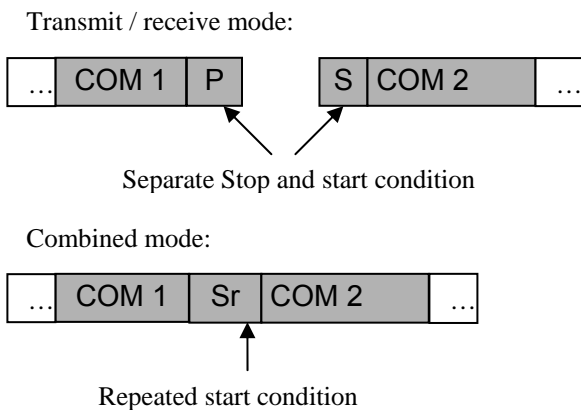 Transmit / receive mode:
… COM 1 P S COM 2 …
Separate Stop and start condition
Combined mode:
… COM 1 Sr COM 2 …
Repeated start condition